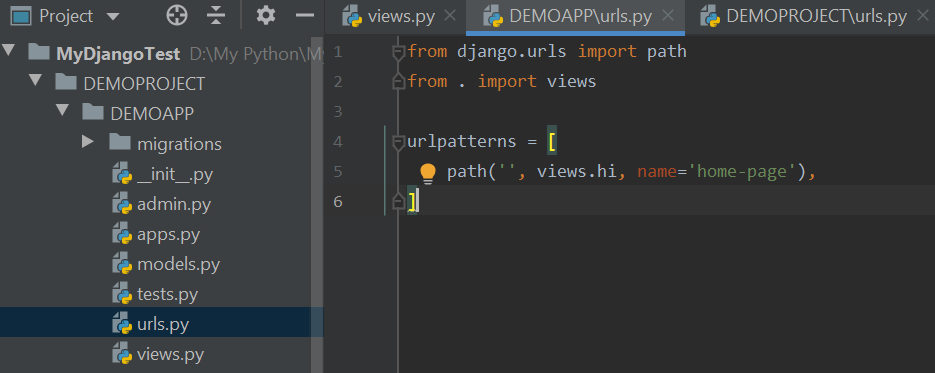 Project
MyDjangoTest D:\My Python\My
DEMOPROJECT
DEMOAPP
migrations
__init__.py
admin.py
apps.py
models.py
tests.py
urls.py
views.py
views.py
DEMOAPP\urls.py
DEMOPROJECT\urls.py
1 from django.urls import path
2 from . import views
3
4 urlpatterns = [
5 path('', views.hi, name='home-page'),
6 ]